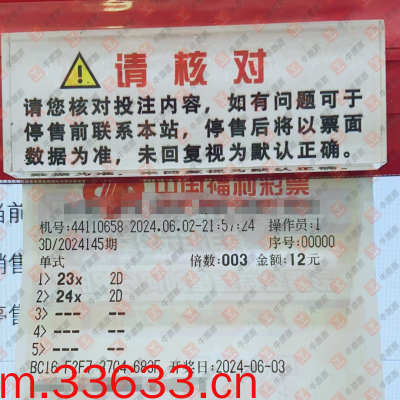 请核对
请您核对投注内容，如有问题可于
停售前联系本站，停售后将以票面
数据为准，未回复视为默认正确。
中国福利彩票
机号:44110658 2024.06.02-21:57:24 操作员:1
3D/2024145期 序号:00000
单式 倍数:003 金额:12元
1> 23x 2D
2> 24x 2D
3> --- ---
4> --- ---
5> --- ---
开奖日:2024-06-03
m.33633.cn